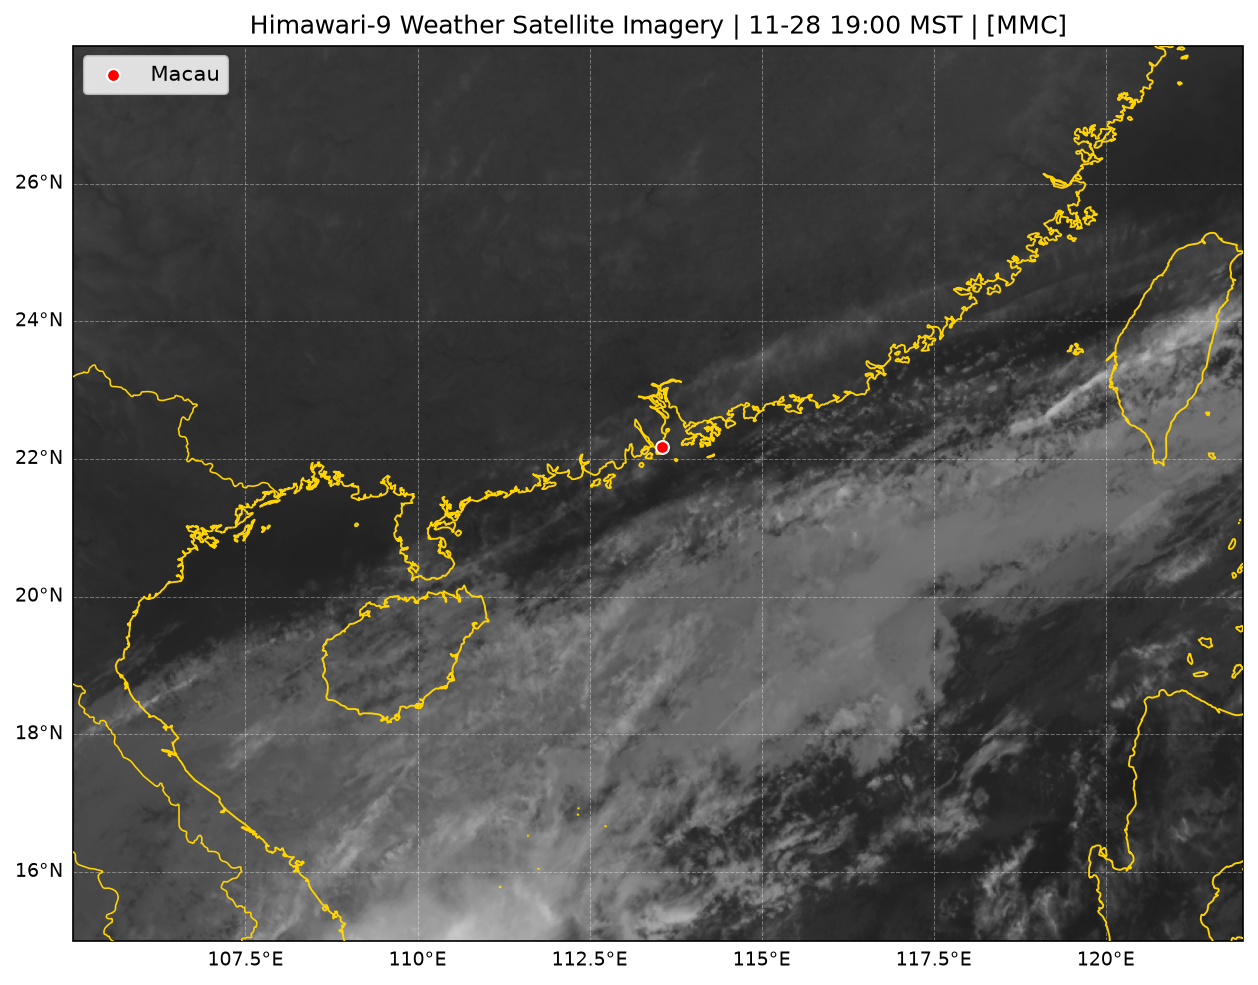 Himawari-9 Weather Satellite Imagery | 11-28 19:00 MST | [MMC]
Macau
26°N
24°N
22°N
20°N
18°N
16°N
107.5°E 110°E 112.5°E 115°E 117.5°E 120°E